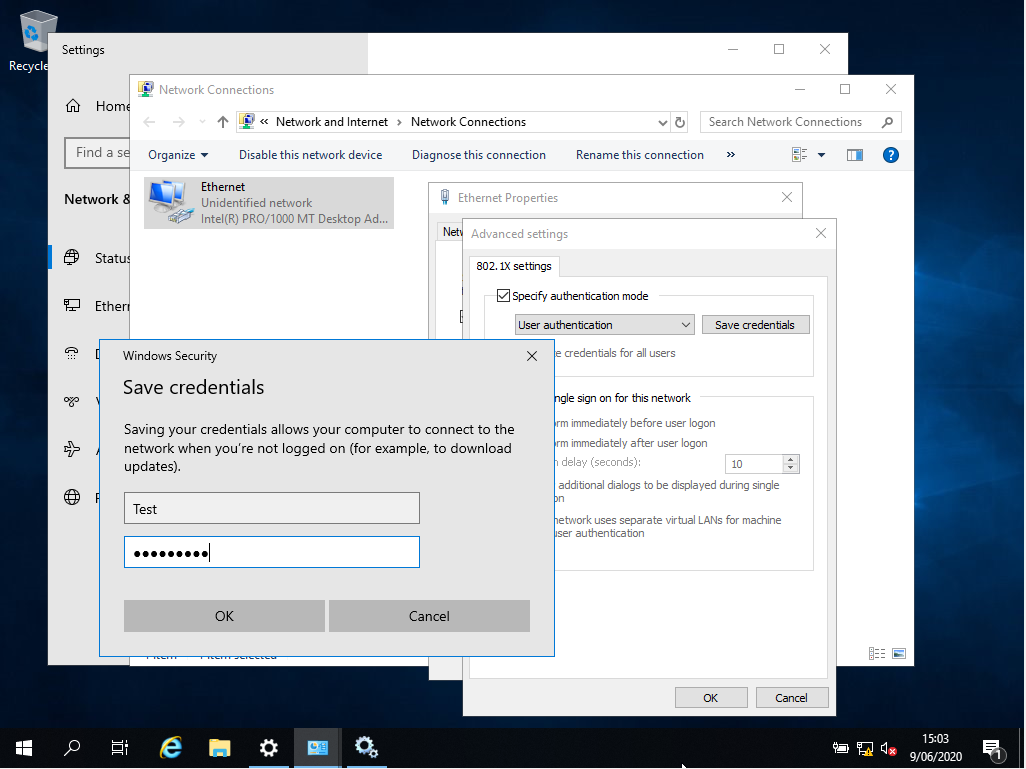 Recycle
Settings
Home
Find a se
Network &
Status
Ethern
Network Connections
«  Network and Internet  ›  Network Connections
Search Network Connections
Organize
Disable this network device
Diagnose this connection
Rename this connection
»
Ethernet
Unidentified network
Intel(R) PRO/1000 MT Desktop Ad...
Ethernet Properties
Netw
Advanced settings
802.1X settings
Specify authentication mode
User authentication
Save credentials
e credentials for all users
ngle sign on for this network
rm immediately before user logon
rm immediately after user logon
n delay (seconds):
10
additional dialogs to be displayed during single
on
network uses separate virtual LANs for machine
user authentication
OK
Cancel
Windows Security
Save credentials
Saving your credentials allows your computer to connect to the
network when you're not logged on (for example, to download
updates).
Test
●●●●●●●●●
OK
Cancel
15:03
9/06/2020
1